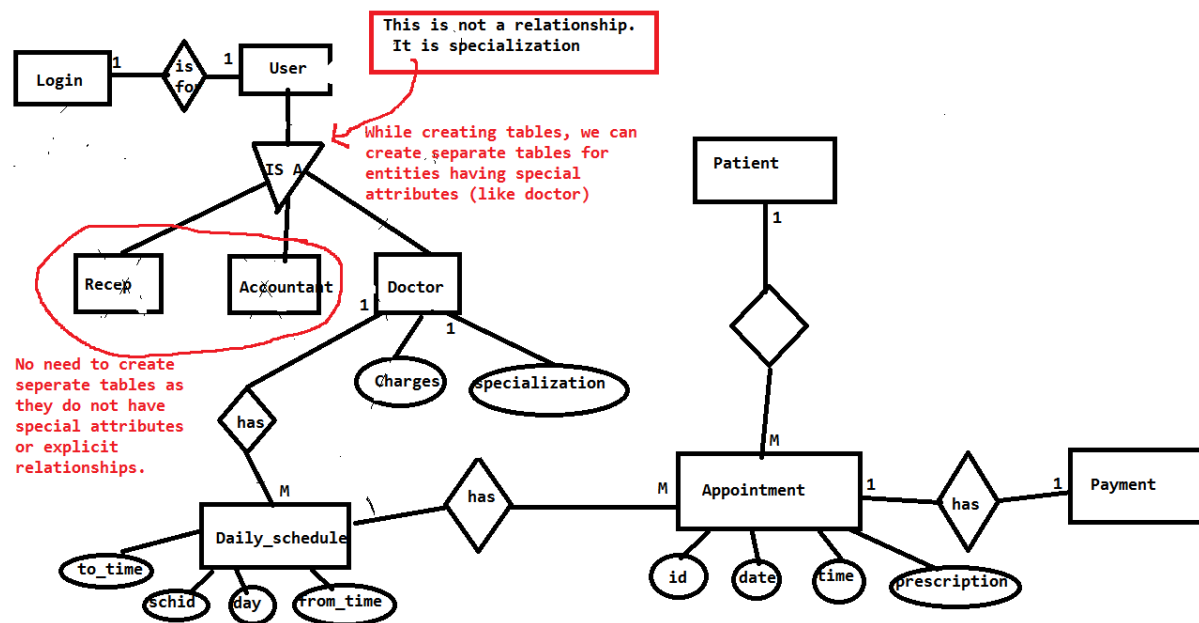 This is not a relationship.
It is specialization
Login
1
is
for
1
User
While creating tables, we can
create separate tables for
entities having special
attributes (like doctor)
IS A
Patient
1
Recep
Accountant
Doctor
1
1
No need to create
seperate tables as
they do not have
special attributes
or explicit
relationships.
Charges
specialization
has
M
M
has
M
Appointment
1
has
1
Payment
Daily_schedule
to_time
schid
day
from_time
id
date
time
prescription